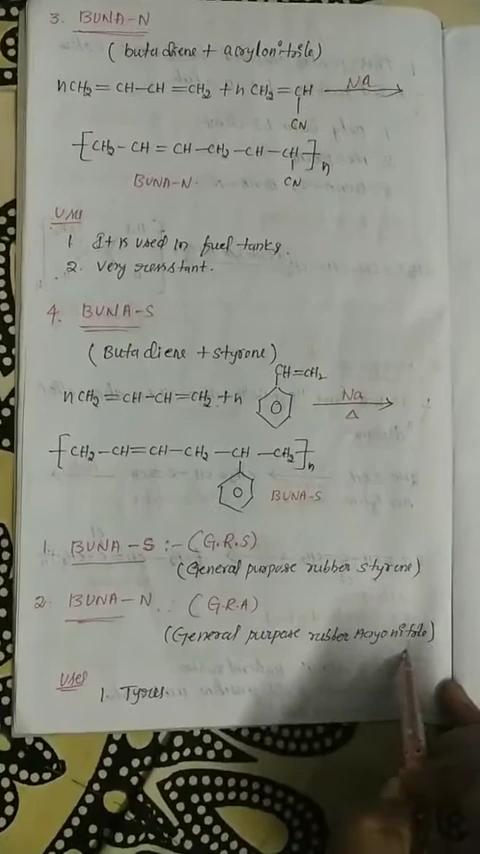 3. BUNA-N
(butadiene + acrylonitrile)
nCH2=CH-CH=CH2 + nCH2=CH Na
CN
[CH2-CH=CH-CH2-CH-CH]n
CN
BUNA-N.
Uses
1 It is used in fuel tanks.
2. Very resistant.
4. BUNA-S
(Butadiene + styrene)
CH=CH2
nCH2=CH-CH=CH2 + n Na
Δ
[CH2-CH=CH-CH2-CH-CH2]n
BUNA-S
1. BUNA-S :- (G.R.S)
(General purpose rubber styrene)
2. BUNA-N : (G.R.A)
(General purpose rubber Acyonitrile)
Uses
1. Tyres.